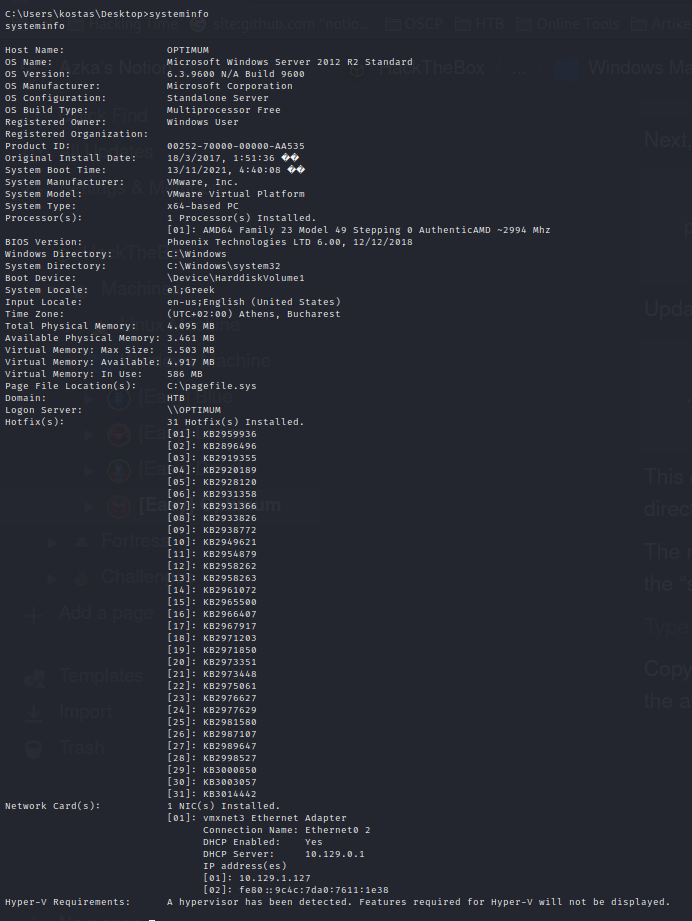 C:\Users\kostas\Desktop>systeminfo
systeminfo
Host Name: OPTIMUM
OS Name: Microsoft Windows Server 2012 R2 Standard
OS Version: 6.3.9600 N/A Build 9600
OS Manufacturer: Microsoft Corporation
OS Configuration: Standalone Server
OS Build Type: Multiprocessor Free
Registered Owner: Windows User
Registered Organization:
Product ID: 00252-70000-00000-AA535
Original Install Date: 18/3/2017, 1:51:36 ��
System Boot Time: 13/11/2021, 4:40:08 ��
System Manufacturer: VMware, Inc.
System Model: VMware Virtual Platform
System Type: x64-based PC
Processor(s): 1 Processor(s) Installed.
[01]: AMD64 Family 23 Model 49 Stepping 0 AuthenticAMD ~2994 Mhz
BIOS Version: Phoenix Technologies LTD 6.00, 12/12/2018
Windows Directory: C:\Windows
System Directory: C:\Windows\system32
Boot Device: \Device\HarddiskVolume1
System Locale: el;Greek
Input Locale: en-us;English (United States)
Time Zone: (UTC+02:00) Athens, Bucharest
Total Physical Memory: 4.095 MB
Available Physical Memory: 3.461 MB
Virtual Memory: Max Size: 5.503 MB
Virtual Memory: Available: 4.917 MB
Virtual Memory: In Use: 586 MB
Page File Location(s): C:\pagefile.sys
Domain: HTB
Logon Server: \\OPTIMUM
Hotfix(s): 31 Hotfix(s) Installed.
[01]: KB2959936
[02]: KB2896496
[03]: KB2919355
[04]: KB2920189
[05]: KB2928120
[06]: KB2931358
[07]: KB2931366
[08]: KB2933826
[09]: KB2938772
[10]: KB2949621
[11]: KB2954879
[12]: KB2958262
[13]: KB2958263
[14]: KB2961072
[15]: KB2965500
[16]: KB2966407
[17]: KB2967917
[18]: KB2971203
[19]: KB2971850
[20]: KB2973351
[21]: KB2973448
[22]: KB2975061
[23]: KB2976627
[24]: KB2977629
[25]: KB2981580
[26]: KB2987107
[27]: KB2989647
[28]: KB2998527
[29]: KB3000850
[30]: KB3003057
[31]: KB3014442
Network Card(s): 1 NIC(s) Installed.
[01]: vmxnet3 Ethernet Adapter
Connection Name: Ethernet0 2
DHCP Enabled: Yes
DHCP Server: 10.129.0.1
IP address(es)
[01]: 10.129.1.127
[02]: fe80::9c4c:7da0:7611:1e38
Hyper-V Requirements: A hypervisor has been detected. Features required for Hyper-V will not be displayed.